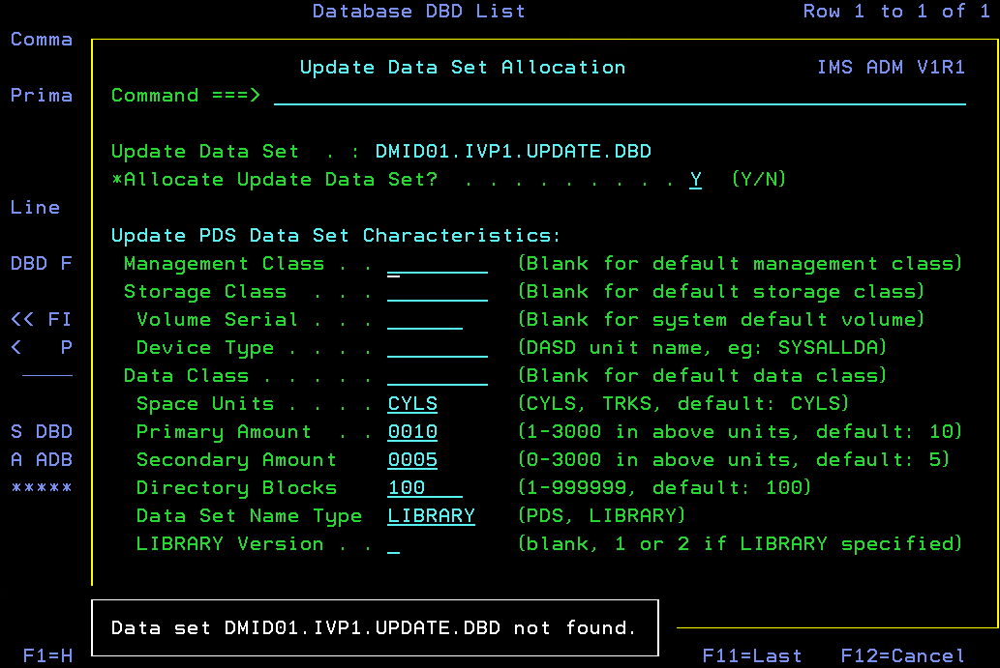 Database DBD List Row 1 to 1 of 1
Comma
Update Data Set Allocation IMS ADM V1R1
Prima Command ===>
Update Data Set . : DMID01.IVP1.UPDATE.DBD
*Allocate Update Data Set? . . . . . . . . . Y (Y/N)
Line
Update PDS Data Set Characteristics:
DBD F Management Class . . (Blank for default management class)
Storage Class . . . (Blank for default storage class)
<< FI Volume Serial . . . (Blank for system default volume)
< P Device Type . . . . (DASD unit name, eg: SYSALLDA)
Data Class . . . . . (Blank for default data class)
Space Units . . . . CYLS (CYLS, TRKS, default: CYLS)
S DBD Primary Amount . . 0010 (1-3000 in above units, default: 10)
A ADB Secondary Amount 0005 (0-3000 in above units, default: 5)
***** Directory Blocks 100 (1-999999, default: 100)
Data Set Name Type LIBRARY (PDS, LIBRARY)
LIBRARY Version . . (blank, 1 or 2 if LIBRARY specified)
Data set DMID01.IVP1.UPDATE.DBD not found.
F1=H F11=Last F12=Cancel